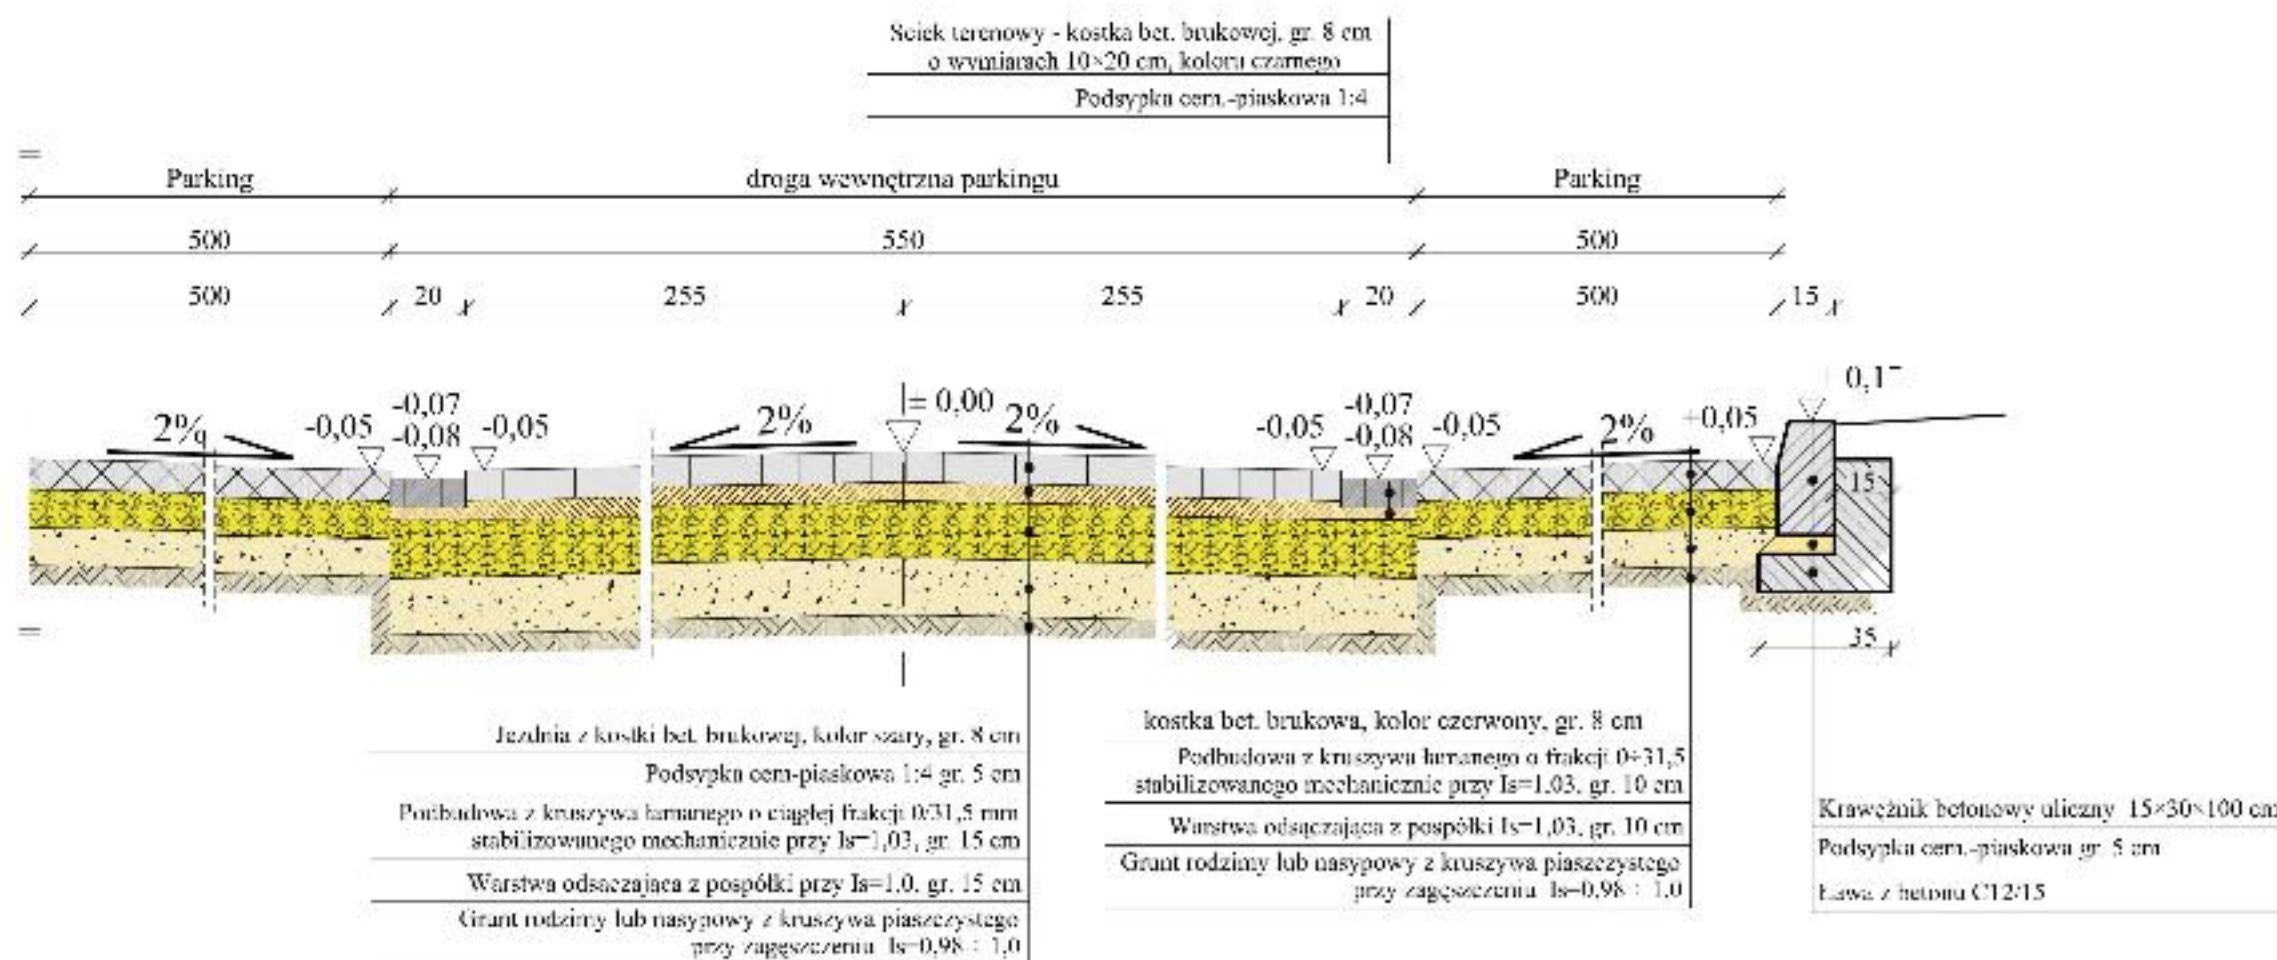 Sciek terenowy - kostka bet. brukowej, gr. 8 cm
o wymiarach 10×20 cm, koloru czarnego
Podsypka cem.-piaskowa 1:4
Parking droga wewnętrzna parkingu Parking
500 550 500
500 20 255 255 20 500 15
2% -0,05 -0,07 -0,08 -0,05 2% ± 0,00 2% -0,05 -0,07 -0,08 -0,05 2% +0,05
15
35
Jezdnia z kostki bet. brukowej, kolor szary, gr. 8 cm
Podsypka cem-piaskowa 1:4 gr. 5 cm
Podbudowa z kruszywa łamanego o ciągłej frakcji 0/31,5 mm
stabilizowanego mechanicznie przy Is=1,03, gr. 15 cm
Warstwa odsączająca z pospółki przy Is=1.0. gr. 15 cm
Grunt rodzimy lub nasypowy z kruszywa piaszczystego
przy zagęszczeniu Is=0,98 ÷ 1,0
kostka bet. brukowa, kolor czerwony, gr. 8 cm
Podbudowa z kruszywa łamanego o frakcji 0÷31,5
stabilizowanego mechanicznie przy Is=1.03. gr. 10 cm
Warstwa odsączająca z pospółki Is=1,03. gr. 10 cm
Grunt rodzimy lub nasypowy z kruszywa piaszczystego
przy zagęszczeniu Is=0,98 ÷ 1,0
Krawężnik betonowy uliczny 15×30×100 cm
Podsypka cem.-piaskowa gr. 5 cm
Ława z betonu C12/15